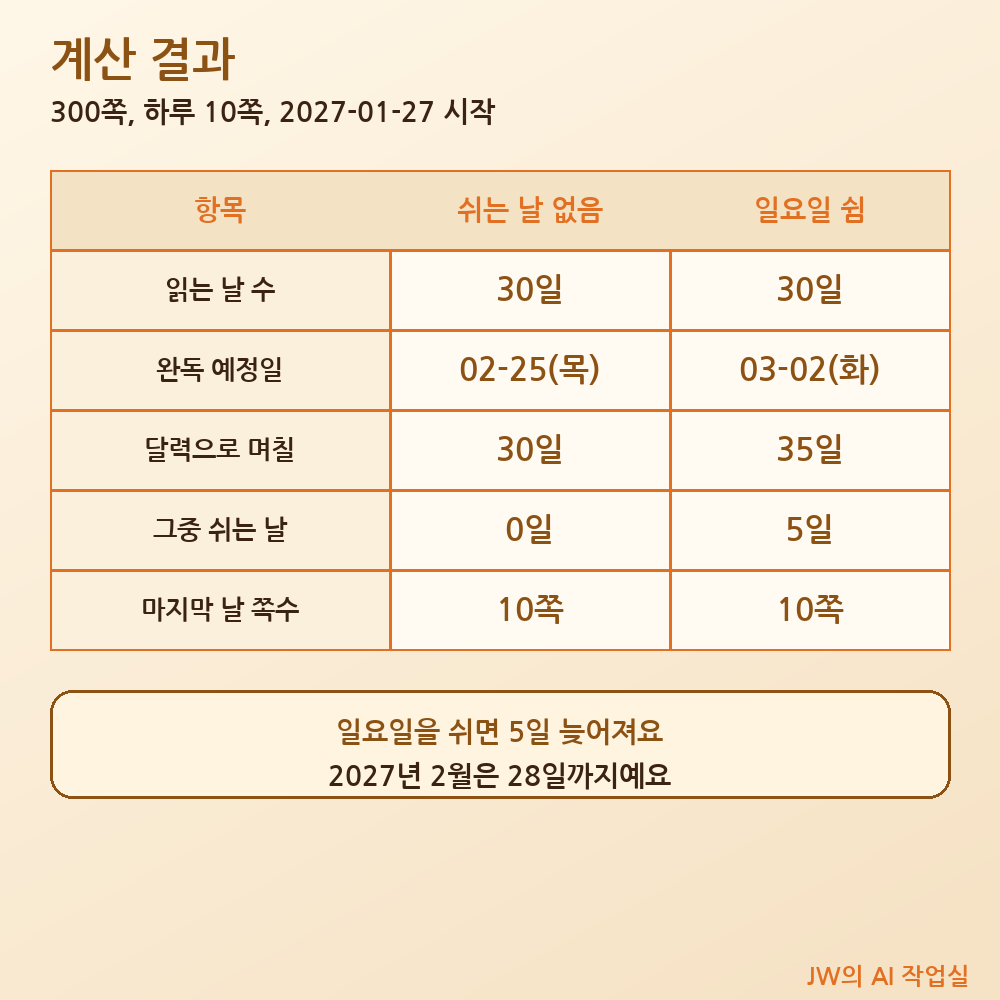 계산 결과
300쪽, 하루 10쪽, 2027-01-27 시작
항목 쉬는 날 없음 일요일 쉼
읽는 날 수 30일 30일
완독 예정일 02-25(목) 03-02(화)
달력으로 며칠 30일 35일
그중 쉬는 날 0일 5일
마지막 날 쪽수 10쪽 10쪽
일요일을 쉬면 5일 늦어져요
2027년 2월은 28일까지예요
JW의 AI 작업실